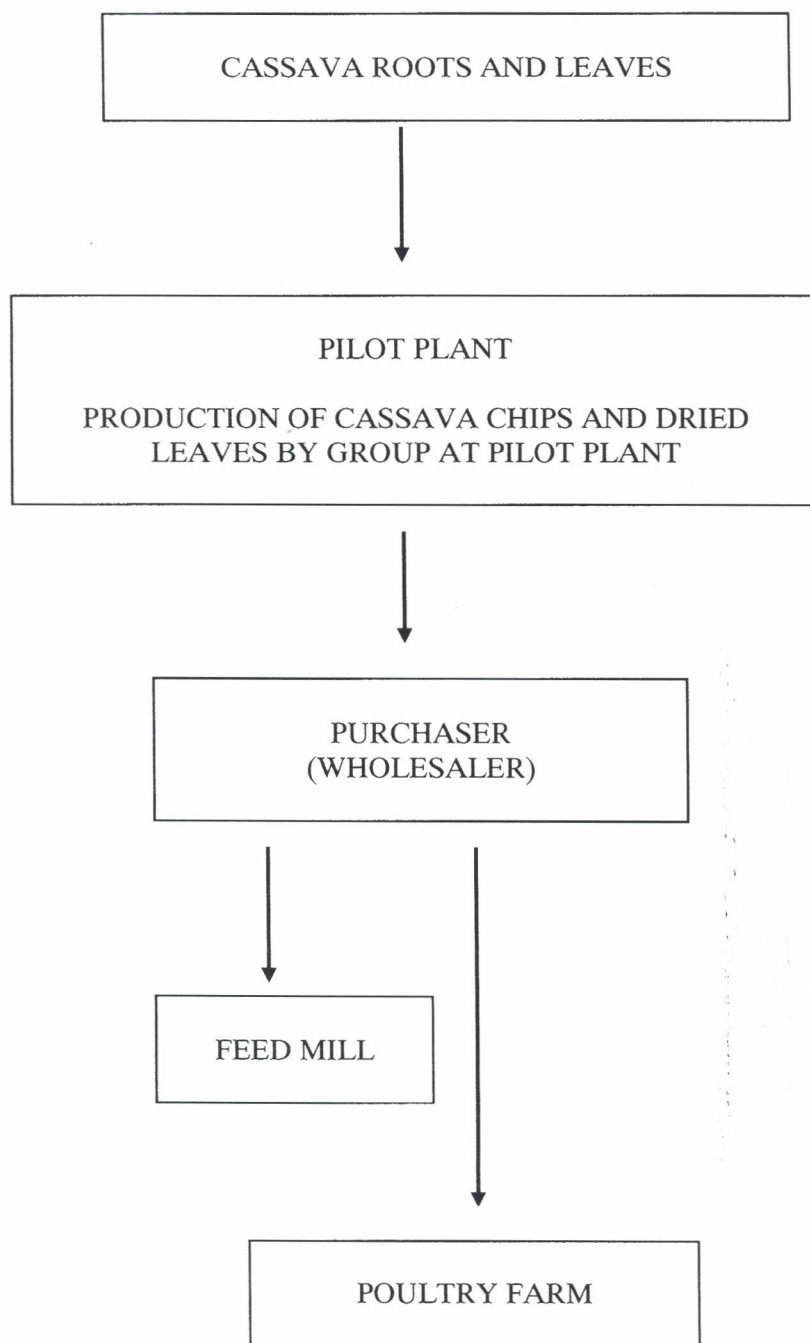 CASSAVA ROOTS AND LEAVES
PILOT PLANT
PRODUCTION OF CASSAVA CHIPS AND DRIED
LEAVES BY GROUP AT PILOT PLANT
PURCHASER
(WHOLESALER)
FEED MILL
POULTRY FARM